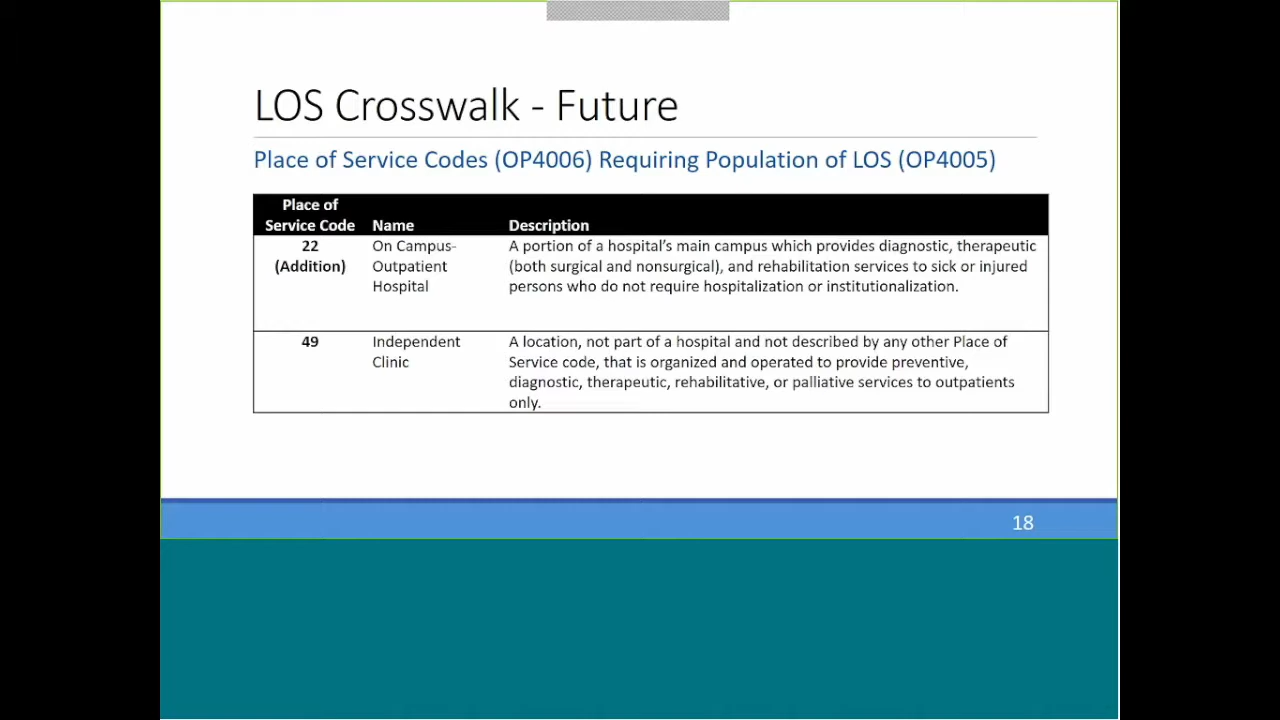 LOS Crosswalk - Future
Place of Service Codes (OP4006) Requiring Population of LOS (OP4005)
Place of
Service Code Name Description
22 On Campus- A portion of a hospital’s main campus which provides diagnostic, therapeutic
(Addition) Outpatient (both surgical and nonsurgical), and rehabilitation services to sick or injured
Hospital persons who do not require hospitalization or institutionalization.
49 Independent A location, not part of a hospital and not described by any other Place of
Clinic Service code, that is organized and operated to provide preventive,
diagnostic, therapeutic, rehabilitative, or palliative services to outpatients
only.
18